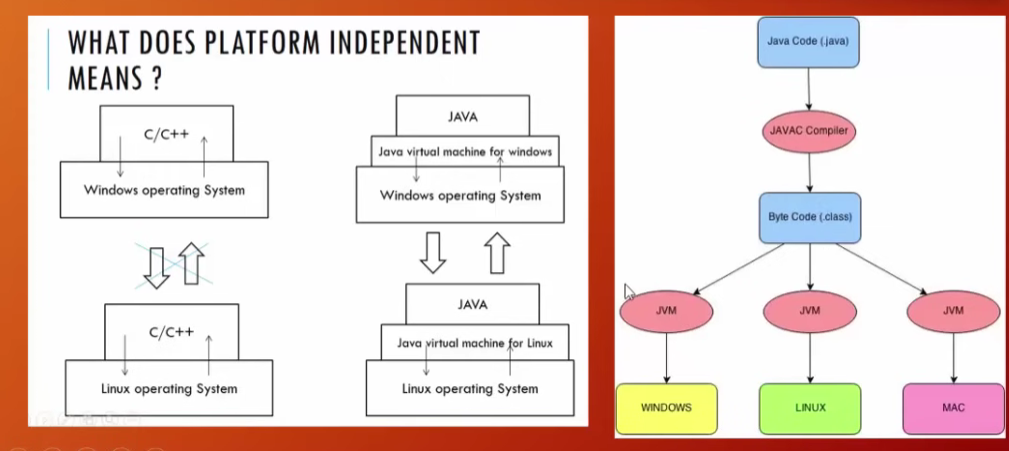 WHAT DOES PLATFORM INDEPENDENT
MEANS ?
C/C++
Windows operating System
C/C++
Linux operating System
JAVA
Java virtual machine for windows
Windows operating System
JAVA
Java virtual machine for Linux
Linux operating System
Java Code (.java)
JAVAC Compiler
Byte Code (.class)
JVM
JVM
JVM
WINDOWS
LINUX
MAC